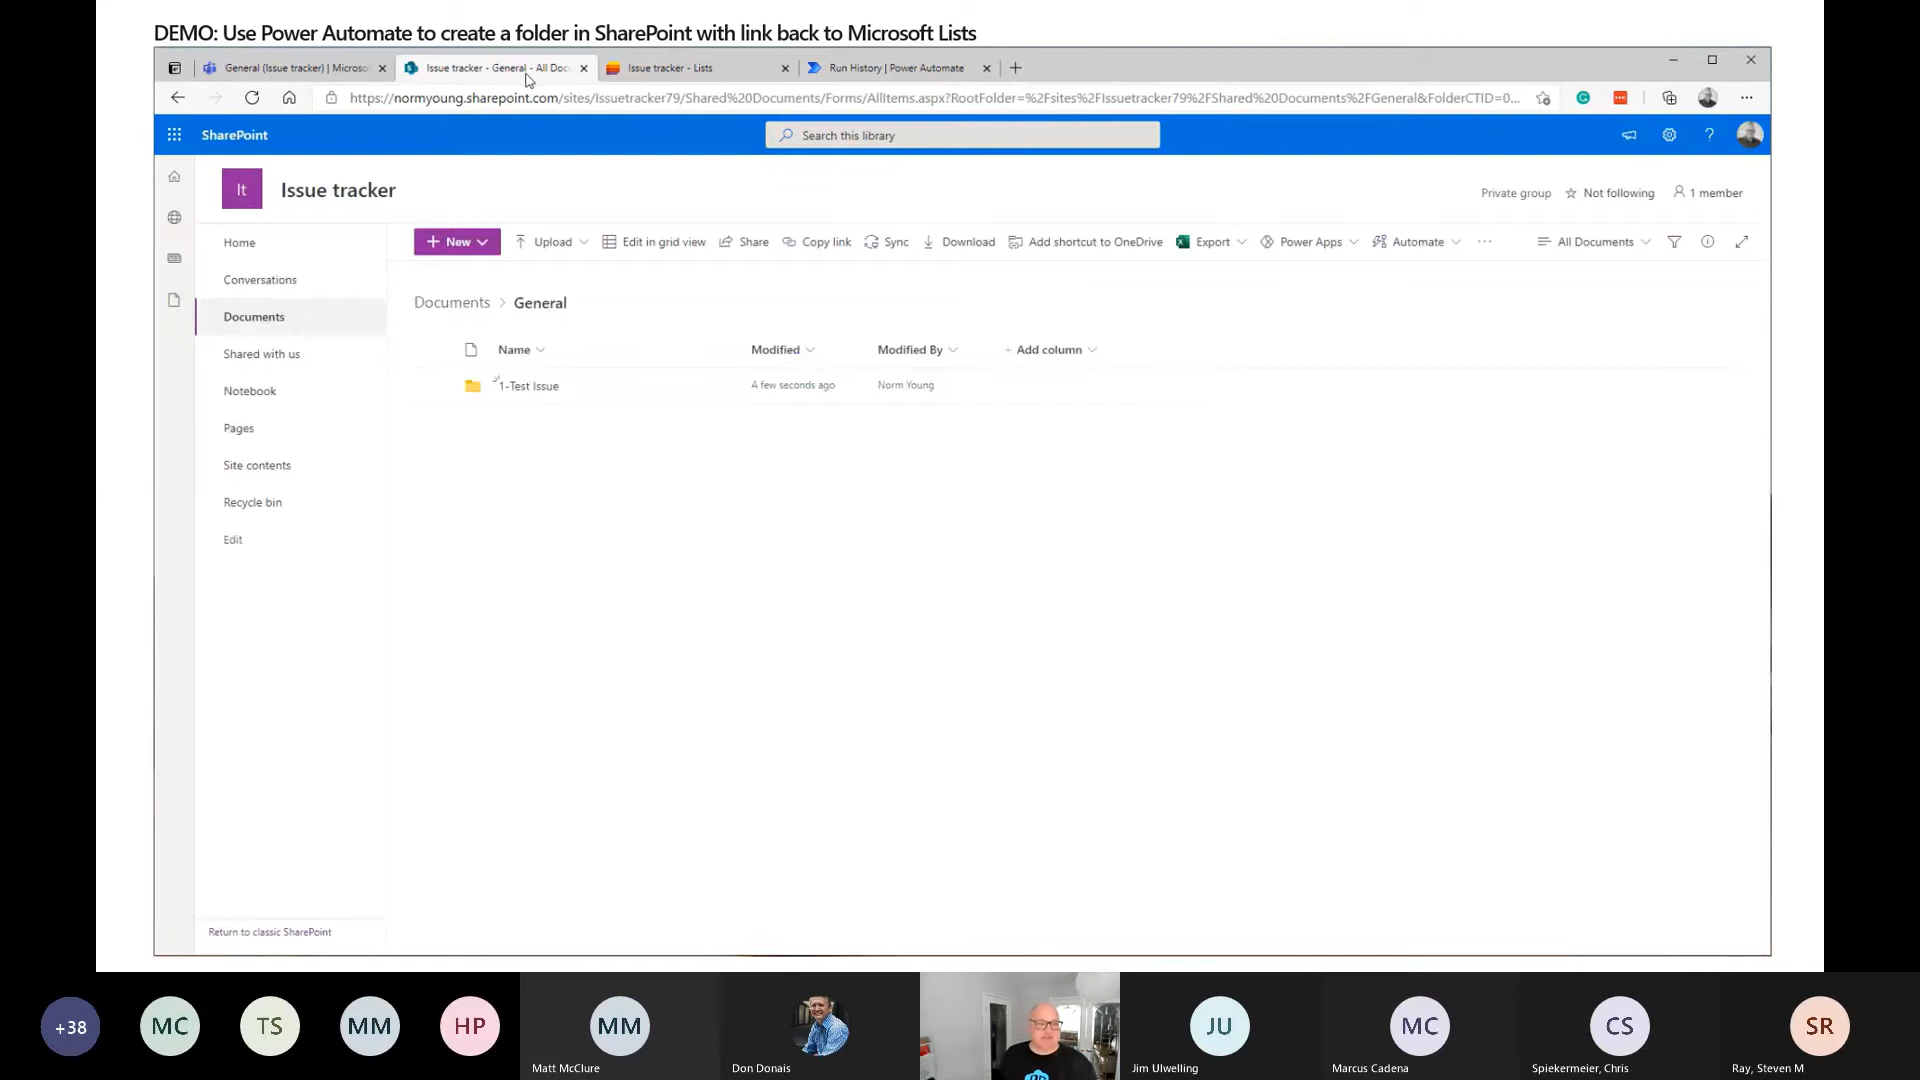 DEMO: Use Power Automate to create a folder in SharePoint with link back to Microsoft Lists
General (Issue tracker) | Microso
Issue tracker - General - All Doc
Issue tracker - Lists
Run History | Power Automate
https://normyoung.sharepoint.com/sites/Issuetracker79/Shared%20Documents/Forms/AllItems.aspx?RootFolder=%2Fsites%2FIssuetracker79%2FShared%20Documents%2FGeneral&FolderCTID=0...
SharePoint
Search this library
It
Issue tracker
Private group
Not following
1 member
Home
Conversations
Documents
Shared with us
Notebook
Pages
Site contents
Recycle bin
Edit
Return to classic SharePoint
+ New
Upload
Edit in grid view
Share
Copy link
Sync
Download
Add shortcut to OneDrive
Export
Power Apps
Automate
...
All Documents
Documents > General
Name
Modified
Modified By
+ Add column
1-Test Issue
A few seconds ago
Norm Young
+38
MC
TS
MM
HP
MM
Matt McClure
Don Donais
JU
Jim Ulwelling
MC
Marcus Cadena
CS
Spiekermeier, Chris
SR
Ray, Steven M